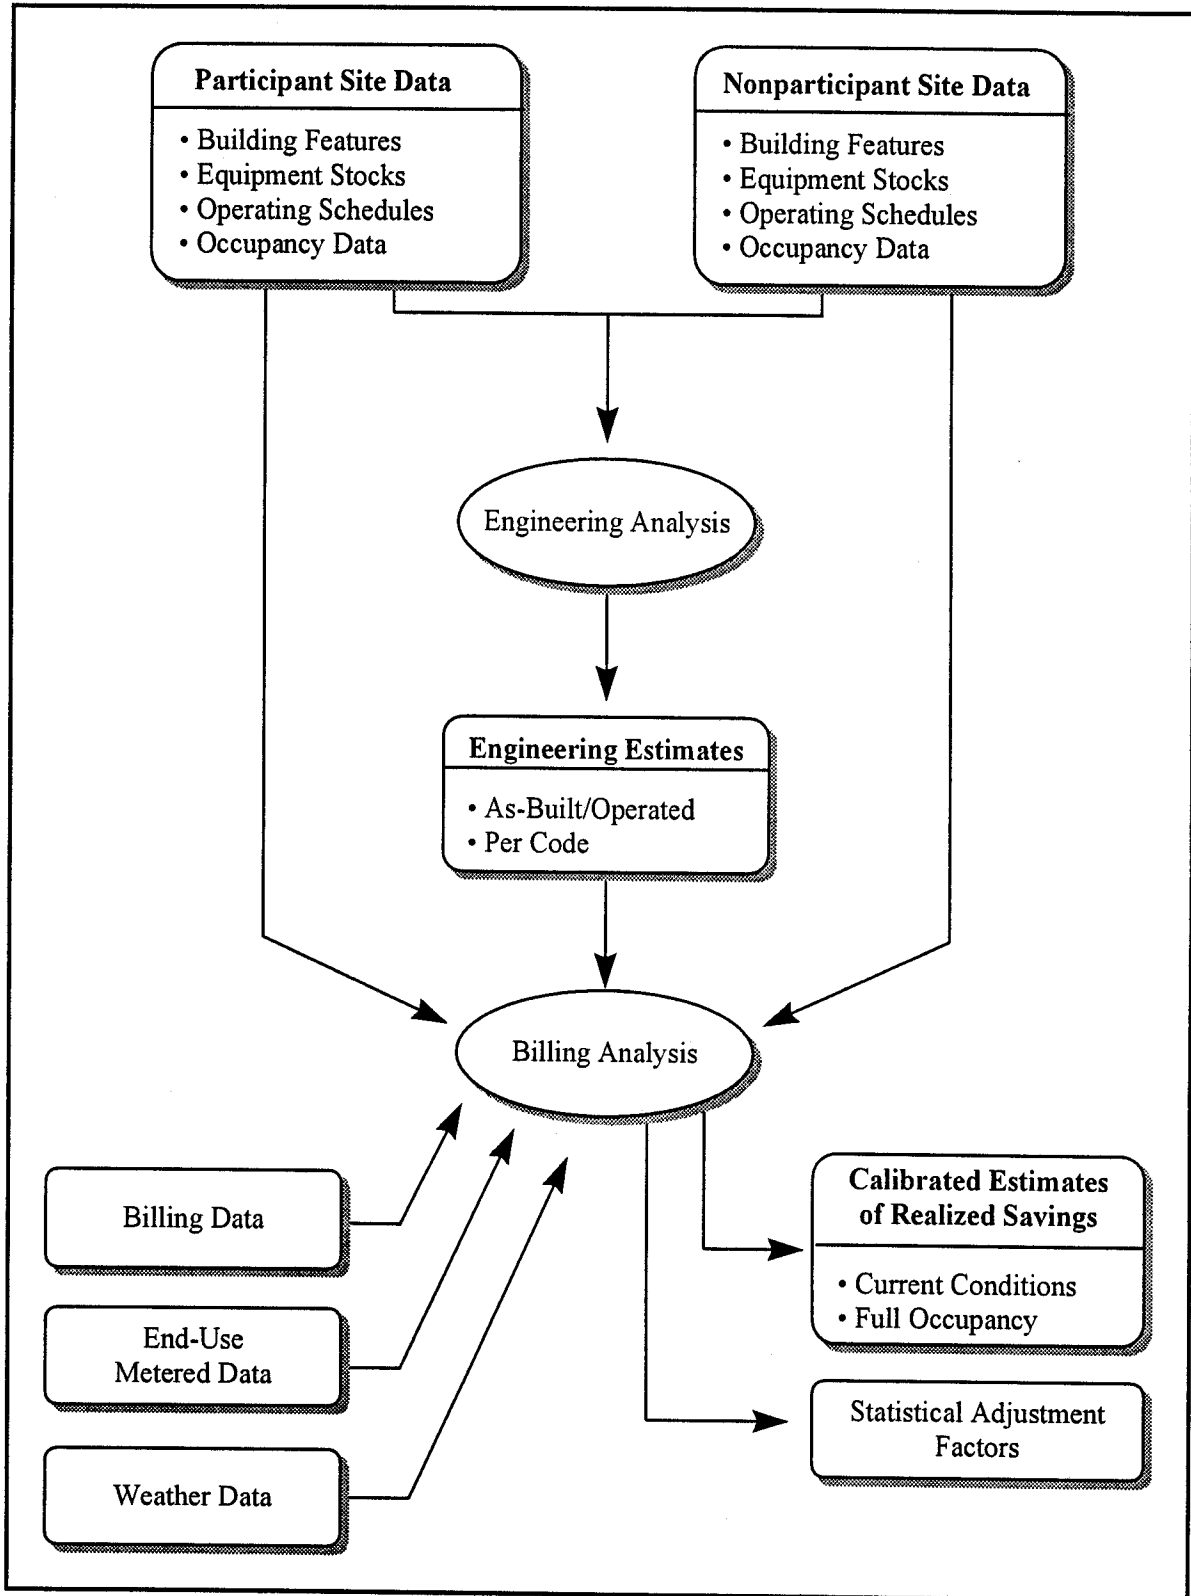 Participant Site Data
• Building Features
• Equipment Stocks
• Operating Schedules
• Occupancy Data
Nonparticipant Site Data
• Building Features
• Equipment Stocks
• Operating Schedules
• Occupancy Data
Engineering Analysis
Engineering Estimates
• As-Built/Operated
• Per Code
Billing Analysis
Billing Data
End-Use
Metered Data
Weather Data
Calibrated Estimates
of Realized Savings
• Current Conditions
• Full Occupancy
Statistical Adjustment
Factors